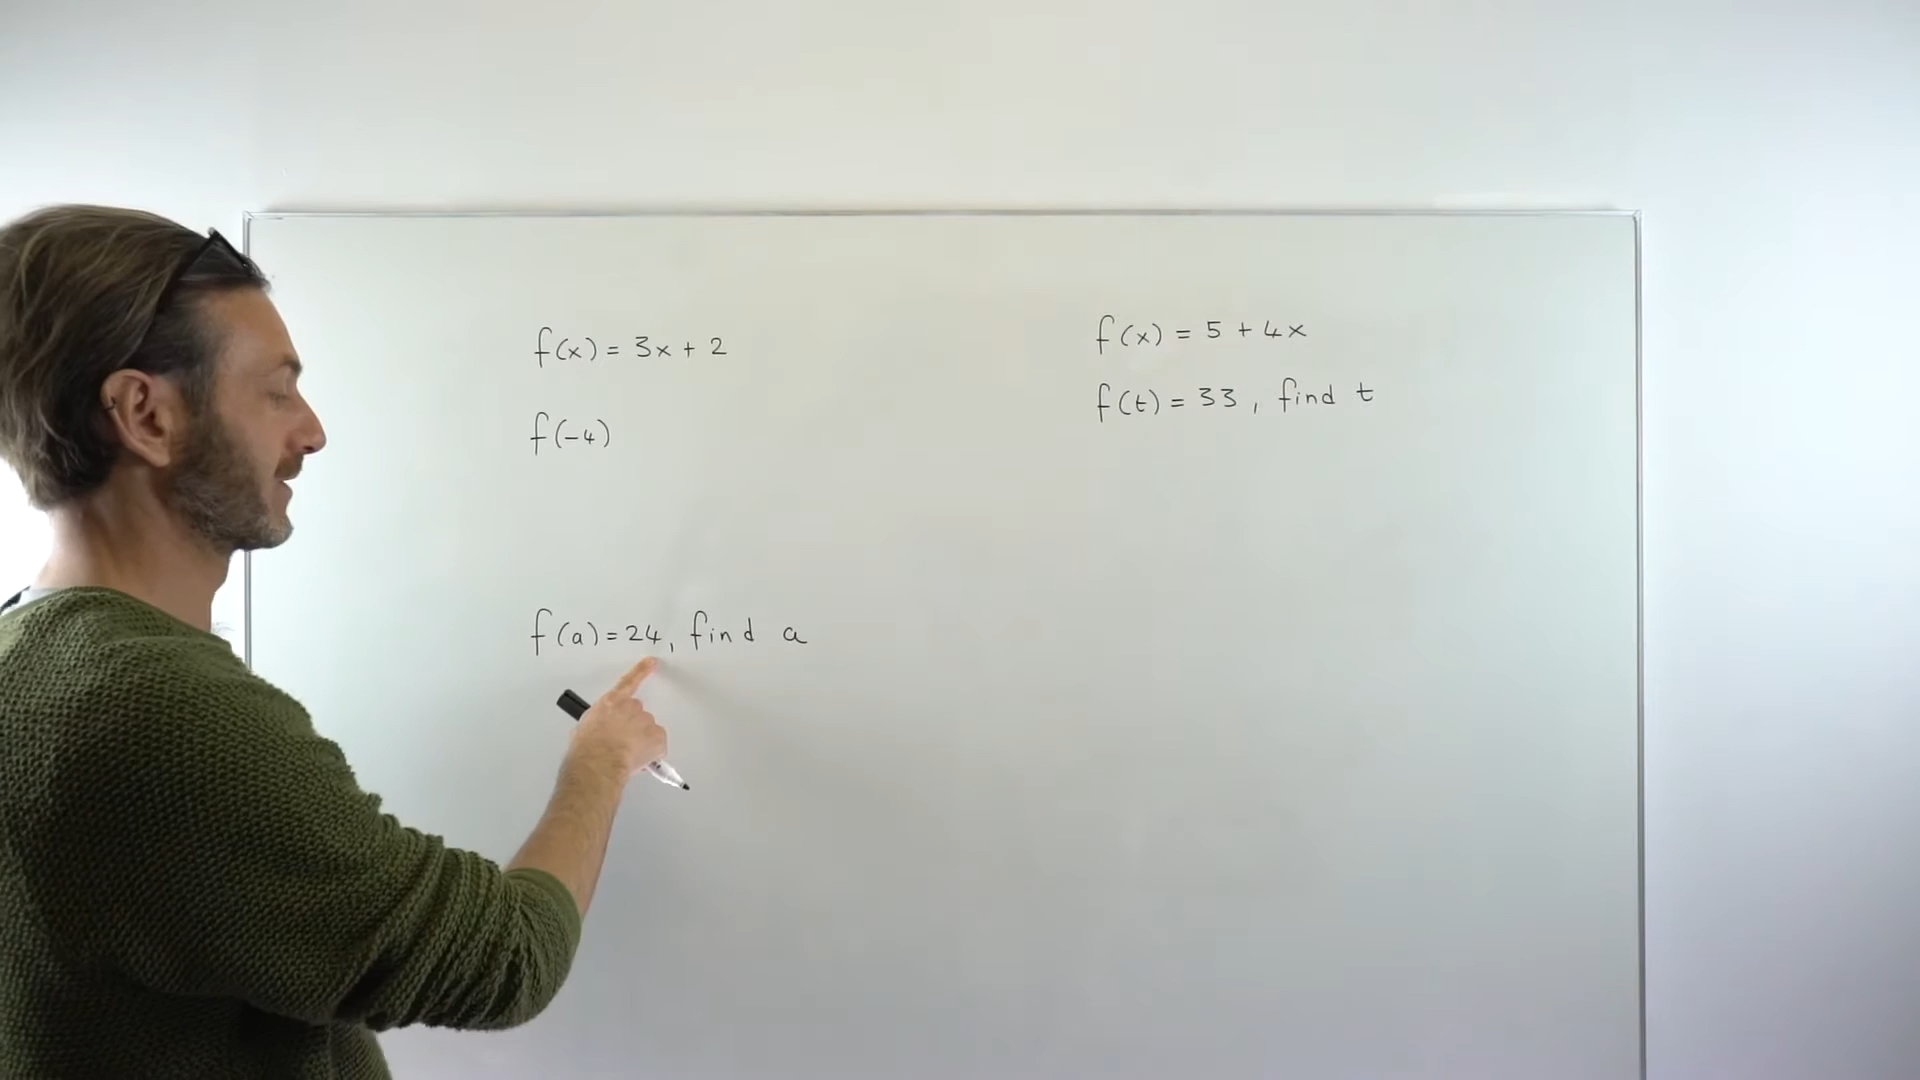 f(x) = 3x + 2
f(-4)
f(a) = 24, find a
f(x) = 5 + 4x
f(t) = 33, find t